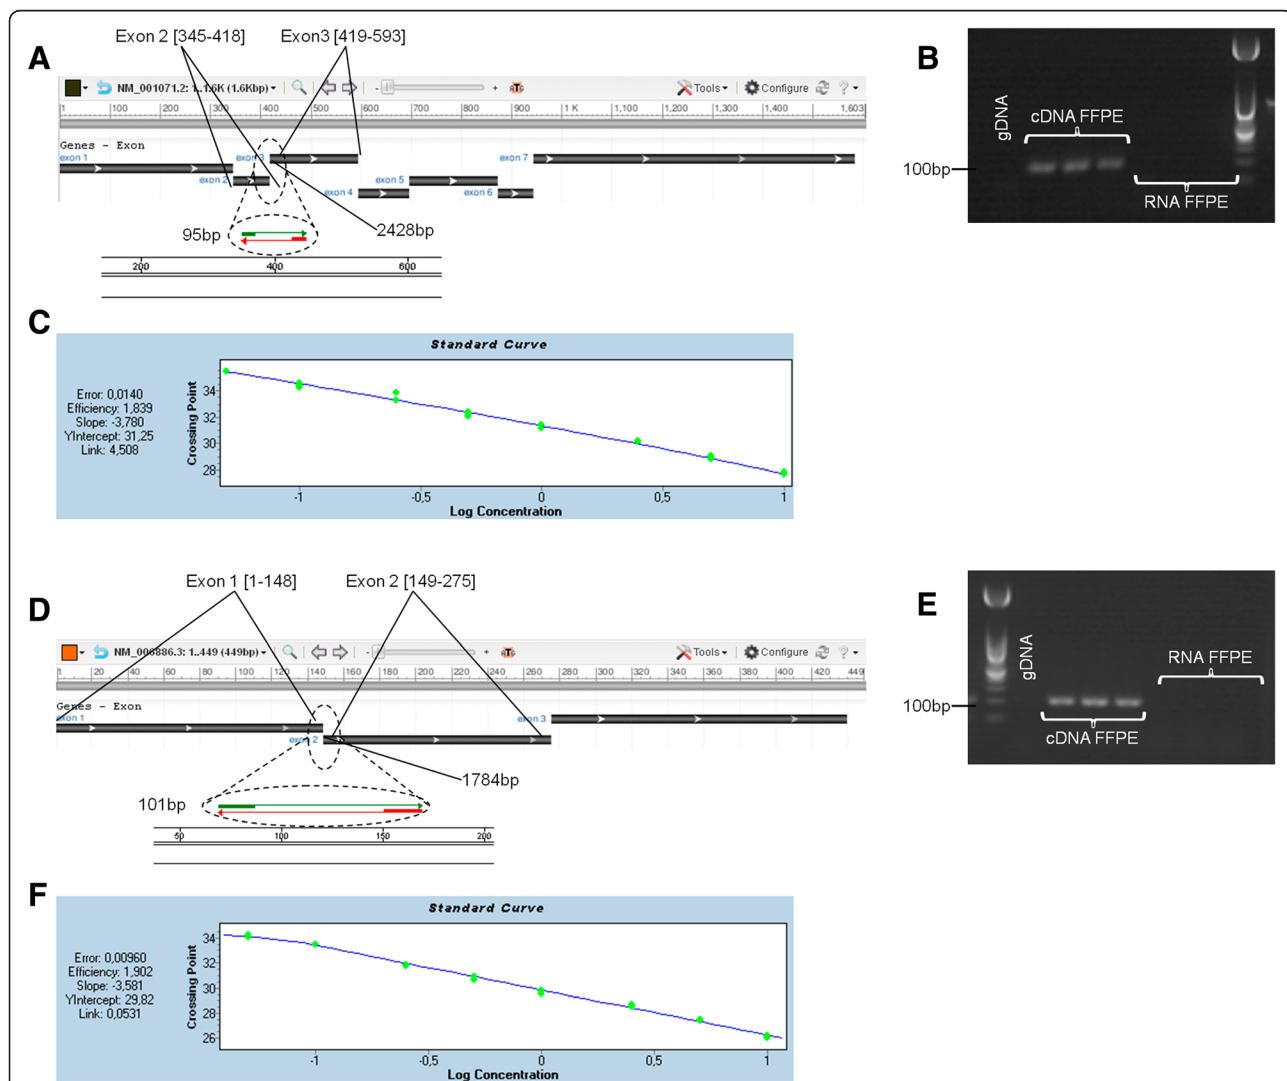 A
Exon 2 [345-418]
Exon3 [419-593]
NM_001071.2: 1..1.6K (1.6Kbp)
- +
Tools
Configure
?
1 100 200 300 400 500 600 700 800 900 1 K 1,100 1,200 1,300 1,400 1,603
Genes - Exon
exon 1
exon 2
exon 3
exon 4
exon 5
exon 6
exon 7
95bp
2428bp
200 400 600
B
gDNA
cDNA FFPE
100bp
RNA FFPE
C
Standard Curve
Error: 0,0140
Efficiency: 1,839
Slope: -3,780
YIntercept: 31,25
Link: 4,508
Crossing Point
34
32
30
28
-1 -0,5 0 0,5 1
Log Concentration
D
Exon 1 [1-148]
Exon 2 [149-275]
NM_006886.3: 1..449 (449bp)
- +
Tools
Configure
?
1 20 40 60 80 100 120 140 160 180 200 220 240 260 280 300 320 340 360 380 400 420 449
Genes - Exon
exon 1
exon 2
exon 3
101bp
1784bp
50 100 150 200
E
gDNA
RNA FFPE
100bp
cDNA FFPE
F
Standard Curve
Error: 0,00960
Efficiency: 1,902
Slope: -3,581
YIntercept: 29,82
Link: 0,0531
Crossing Point
34
32
30
28
26
-1 -0,5 0 0,5 1
Log Concentration